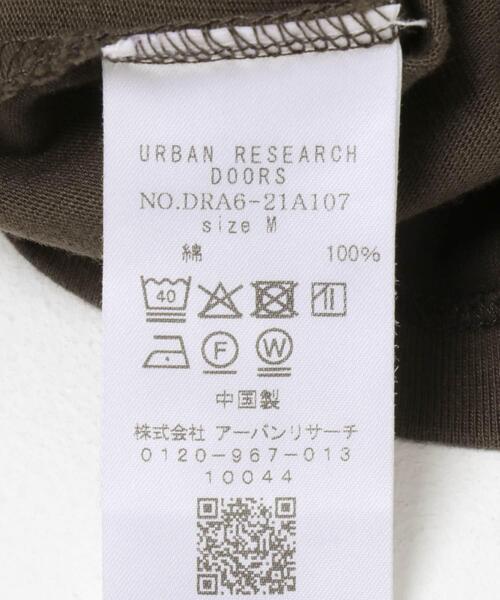 URBAN RESEARCH
DOORS
NO.DRA6-21A107
size M
綿 100%
40
F W
中国製
株式会社 アーバンリサーチ
0120-967-013
10044